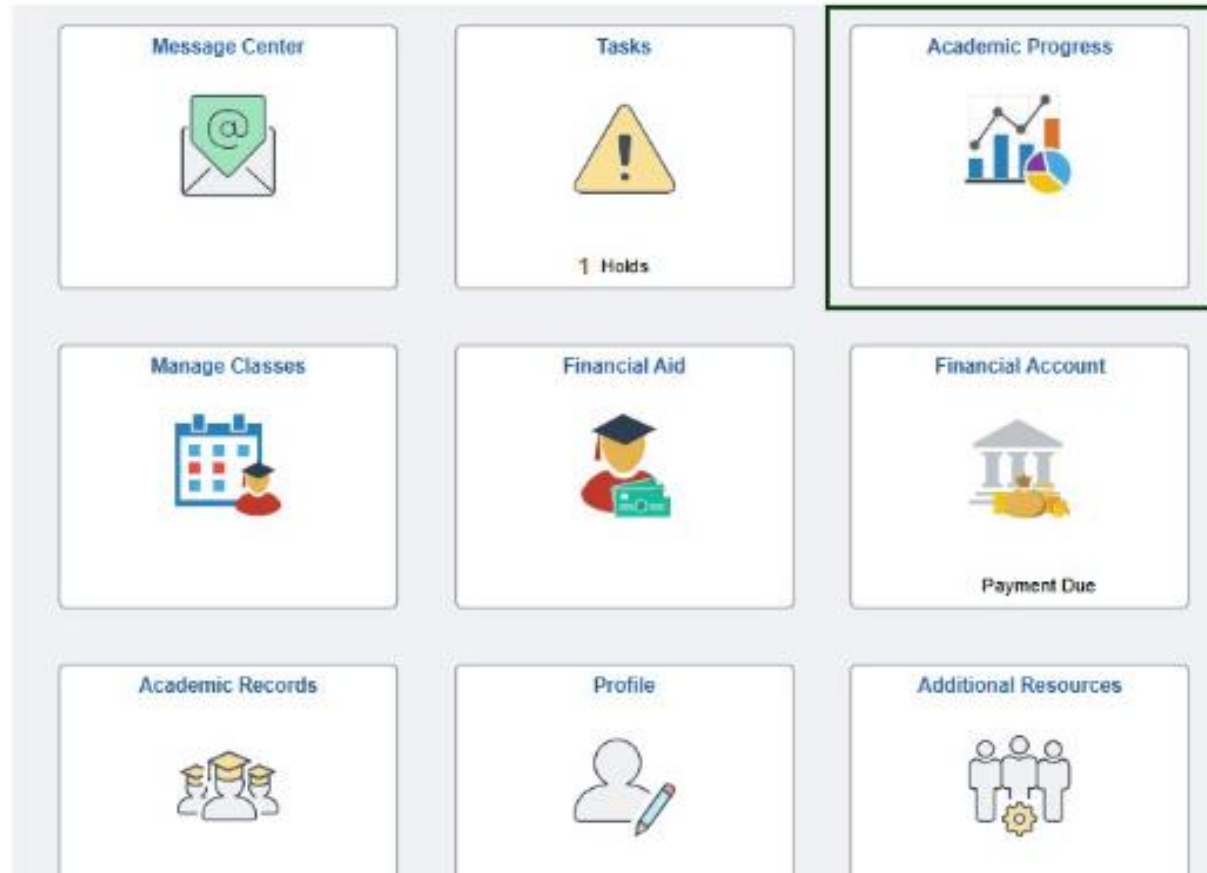 Message Center
Tasks
Academic Progress
@
!
1 Holds
Manage Classes
Financial Aid
Financial Account
Payment Due
Academic Records
Profile
Additional Resources